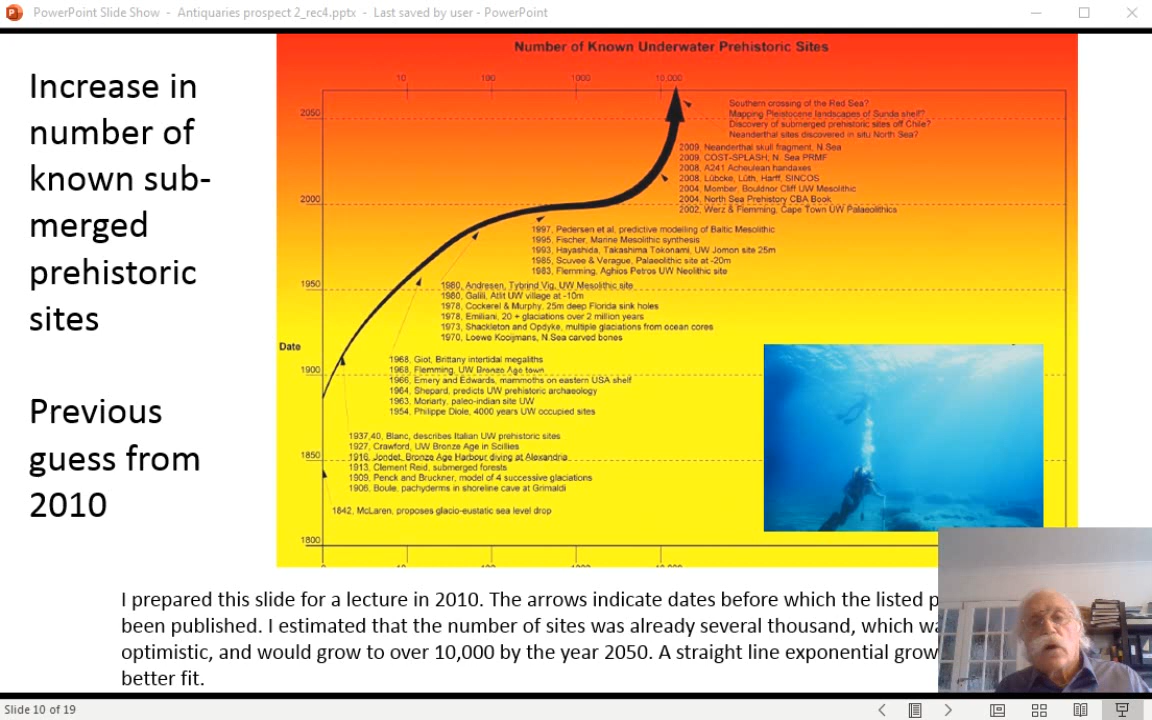 PowerPoint Slide Show - Antiquaries prospect 2_rec4.pptx - Last saved by user - PowerPoint
Increase in
number of
known sub-
merged
prehistoric
sites
Previous
guess from
2010
Number of Known Underwater Prehistoric Sites
10 100 1000 10,000
2050
2000
1950
Date
1900
1850
1800
Southern crossing of the Red Sea?
Mapping Pleistocene landscapes of Sunda shelf?
Discovery of submerged prehistoric sites off Chile?
Neanderthal sites discovered in situ North Sea?
2009, Neanderthal skull fragment, N.Sea
2009, COST-SPLASH, N. Sea PRMF
2008, A241 Acheulean handaxes
2008, Lübcke, Lüth, Harff, SINCOS
2004, Momber, Bouldnor Cliff UW Mesolithic
2004, North Sea Prehistory CBA Book
2002, Werz & Flemming, Cape Town UW Palaeolithics
1997, Pedersen et al, predictive modelling of Baltic Mesolithic
1995, Fischer, Marine Mesolithic synthesis
1993, Hayashida, Takashima Tokonami, UW Jomon site 25m
1985, Scuvee & Verague, Palaeolithic site at -20m
1983, Flemming, Aghios Petros UW Neolithic site
1980, Andresen, Tybrind Vig, UW Mesolithic site
1980, Galili, Atlit UW village at -10m
1978, Cockerel & Murphy, 25m deep Florida sink holes
1978, Emiliani, 20 + glaciations over 2 million years
1973, Shackleton and Opdyke, multiple glaciations from ocean cores
1970, Loewe Kooijmans, N.Sea carved bones
1968, Giot, Brittany intertidal megaliths
1968, Flemming, UW Bronze Age town
1966, Emery and Edwards, mammoths on eastern USA shelf
1964, Shepard, predicts UW prehistoric archaeology
1963, Moriarty, paleo-indian site UW
1954, Philippe Diole, 4000 years UW occupied sites
1937,40, Blanc, describes Italian UW prehistoric sites
1927, Crawford, UW Bronze Age in Scillies
1916, Jondet, Bronze Age Harbour diving at Alexandria
1913, Clement Reid, submerged forests
1909, Penck and Bruckner, model of 4 successive glaciations
1906, Boule, pachyderms in shoreline cave at Grimaldi
1842, McLaren, proposes glacio-eustatic sea level drop
10 100 1000 10,000
I prepared this slide for a lecture in 2010. The arrows indicate dates before which the listed p
been published. I estimated that the number of sites was already several thousand, which wa
optimistic, and would grow to over 10,000 by the year 2050. A straight line exponential grow
better fit.
Slide 10 of 19